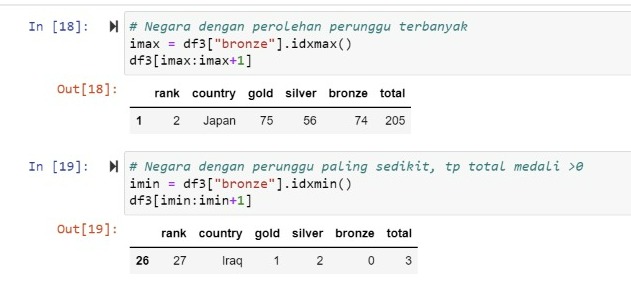 In [18]: # Negara dengan perolehan perunggu terbanyak
imax = df3["bronze"].idxmax()
df3[imax:imax+1]
Out[18]:
rank country gold silver bronze total
1 2 Japan 75 56 74 205
In [19]: # Negara dengan perunggu paling sedikit, tp total medali >0
imin = df3["bronze"].idxmin()
df3[imin:imin+1]
Out[19]:
rank country gold silver bronze total
26 27 Iraq 1 2 0 3